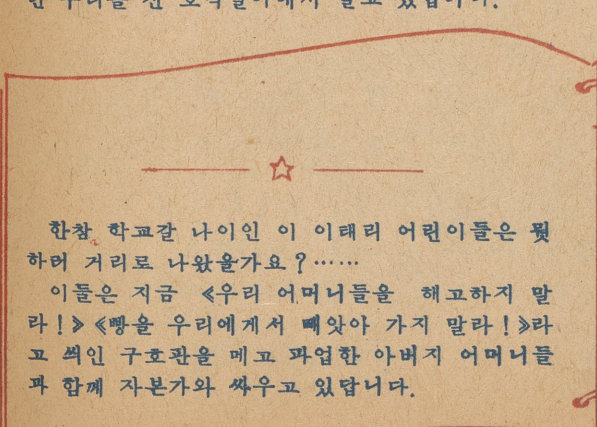 한참 학교갈 나이인 이 이태리 어린이들은 뭣
하러 거리로 나왔을가요?……
이들은 지금 《우리 어머니들을 해고하지 말
라!》《빵을 우리에게서 빼앗아 가지 말라!》라
고 씌인 구호판을 메고 파업한 아버지 어머니들
과 함께 자본가와 싸우고 있답니다.